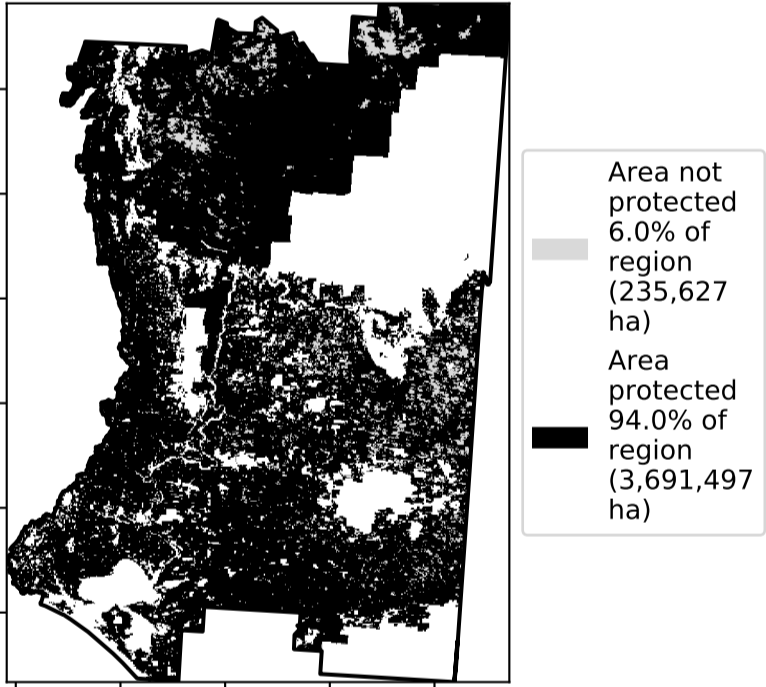 Area not
protected
6.0% of
region
(235,627
ha)
Area
protected
94.0% of
region
(3,691,497
ha)